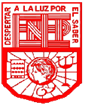 DESPERTAR
A LA LUZ POR
EL SABER
ENP